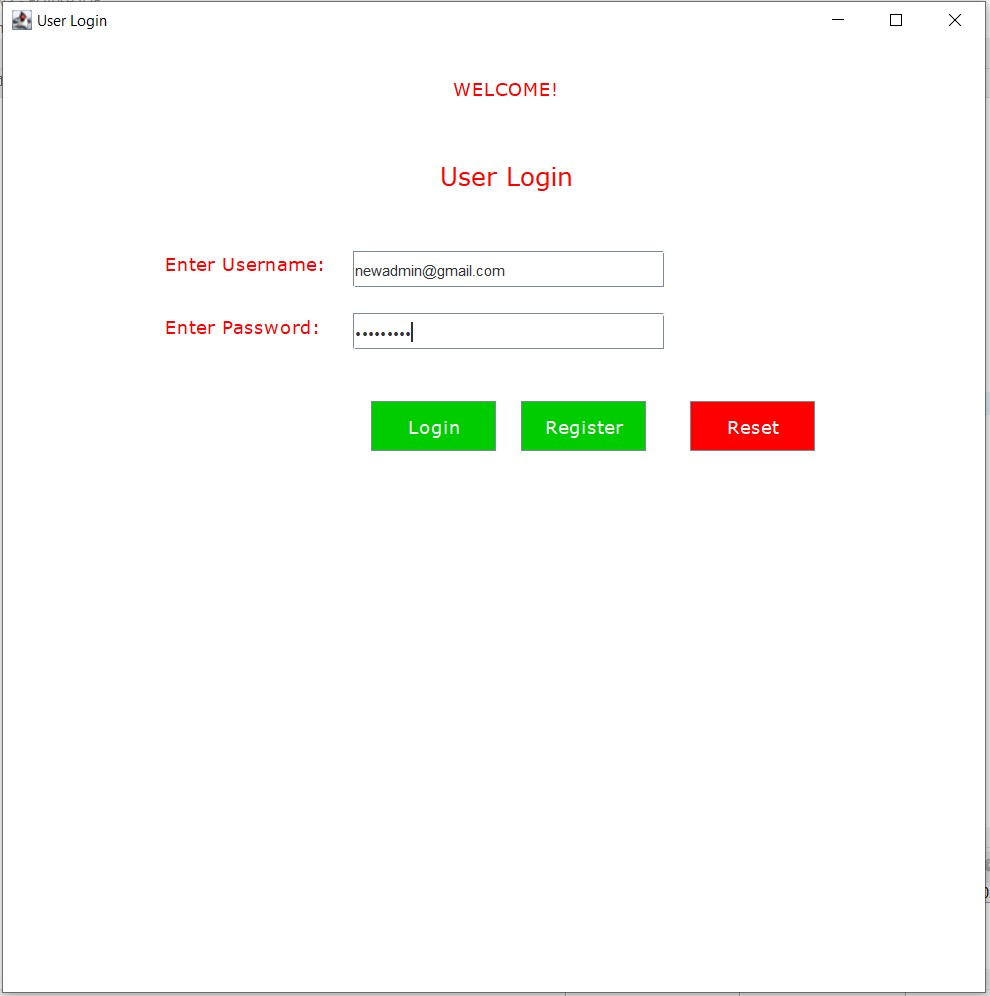 User Login
WELCOME!
User Login
Enter Username: newadmin@gmail.com
Enter Password: •••••••••
Login Register Reset